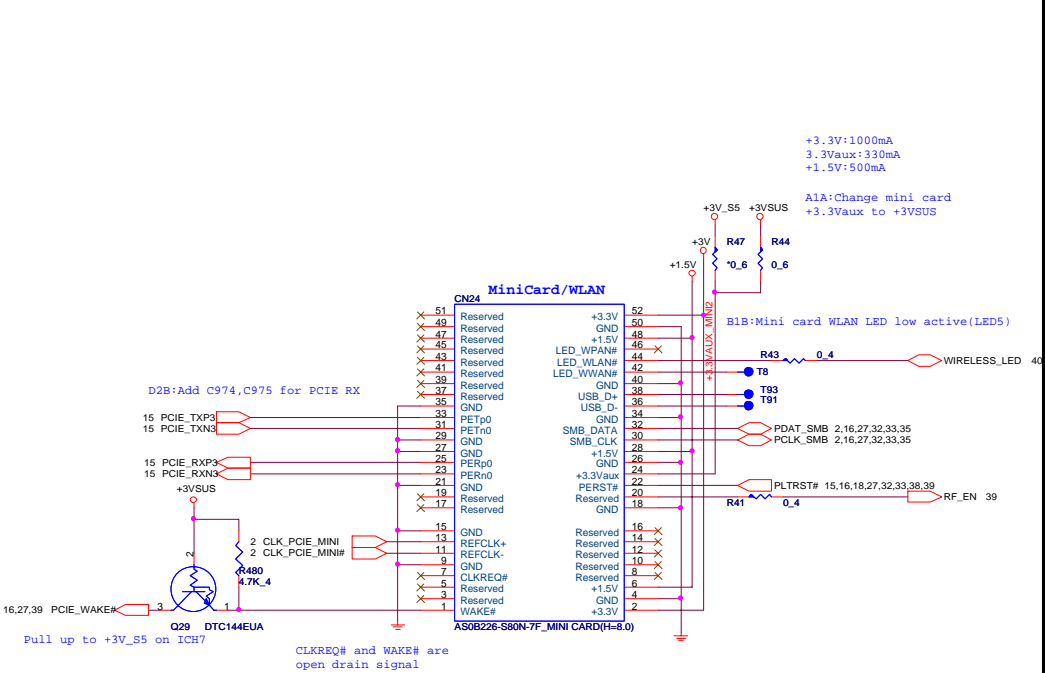 +3.3V:1000mA
3.3Vaux:330mA
+1.5V:500mA
A1A:Change mini card
+3.3Vaux to +3VSUS
+3V_S5 +3VSUS
+3V R47 R44
*0_6 0_6
+1.5V
MiniCard/WLAN
CN24
+3.3VAUX_MINI2
B1B:Mini card WLAN LED low active(LED5)
51 Reserved +3.3V 52
49 Reserved GND 50
47 Reserved +1.5V 48
45 Reserved LED_WPAN# 46
43 Reserved LED_WLAN# 44 R43 0_4 WIRELESS_LED 40
41 Reserved LED_WWAN# 42 T8
39 Reserved GND 40
37 Reserved USB_D+ 38 T93
D2B:Add C974,C975 for PCIE RX
35 GND USB_D- 36 T91
15 PCIE_TXP3 33 PETp0 GND 34
15 PCIE_TXN3 31 PETn0 SMB_DATA 32 PDAT_SMB 2,16,27,32,33,35
29 GND SMB_CLK 30 PCLK_SMB 2,16,27,32,33,35
27 GND +1.5V 28
15 PCIE_RXP3 25 PERp0 GND 26
15 PCIE_RXN3 23 PERn0 +3.3Vaux 24
21 GND PERST# 22 PLTRST# 15,16,18,27,32,33,38,39
+3VSUS
19 Reserved Reserved 20 R41 0_4 RF_EN 39
17 Reserved GND 18
15 GND Reserved 16
2 CLK_PCIE_MINI 13 REFCLK+ Reserved 14
2 CLK_PCIE_MINI# 11 REFCLK- Reserved 12
9 GND Reserved 10
2 R480
4.7K_4
7 CLKREQ# Reserved 8
5 Reserved +1.5V 6
3 Reserved GND 4
16,27,39 PCIE_WAKE# 3 1 1 WAKE# +3.3V 2
Q29 DTC144EUA
AS0B226-S80N-7F_MINI CARD(H=8.0)
Pull up to +3V_S5 on ICH7
CLKREQ# and WAKE# are
open drain signal